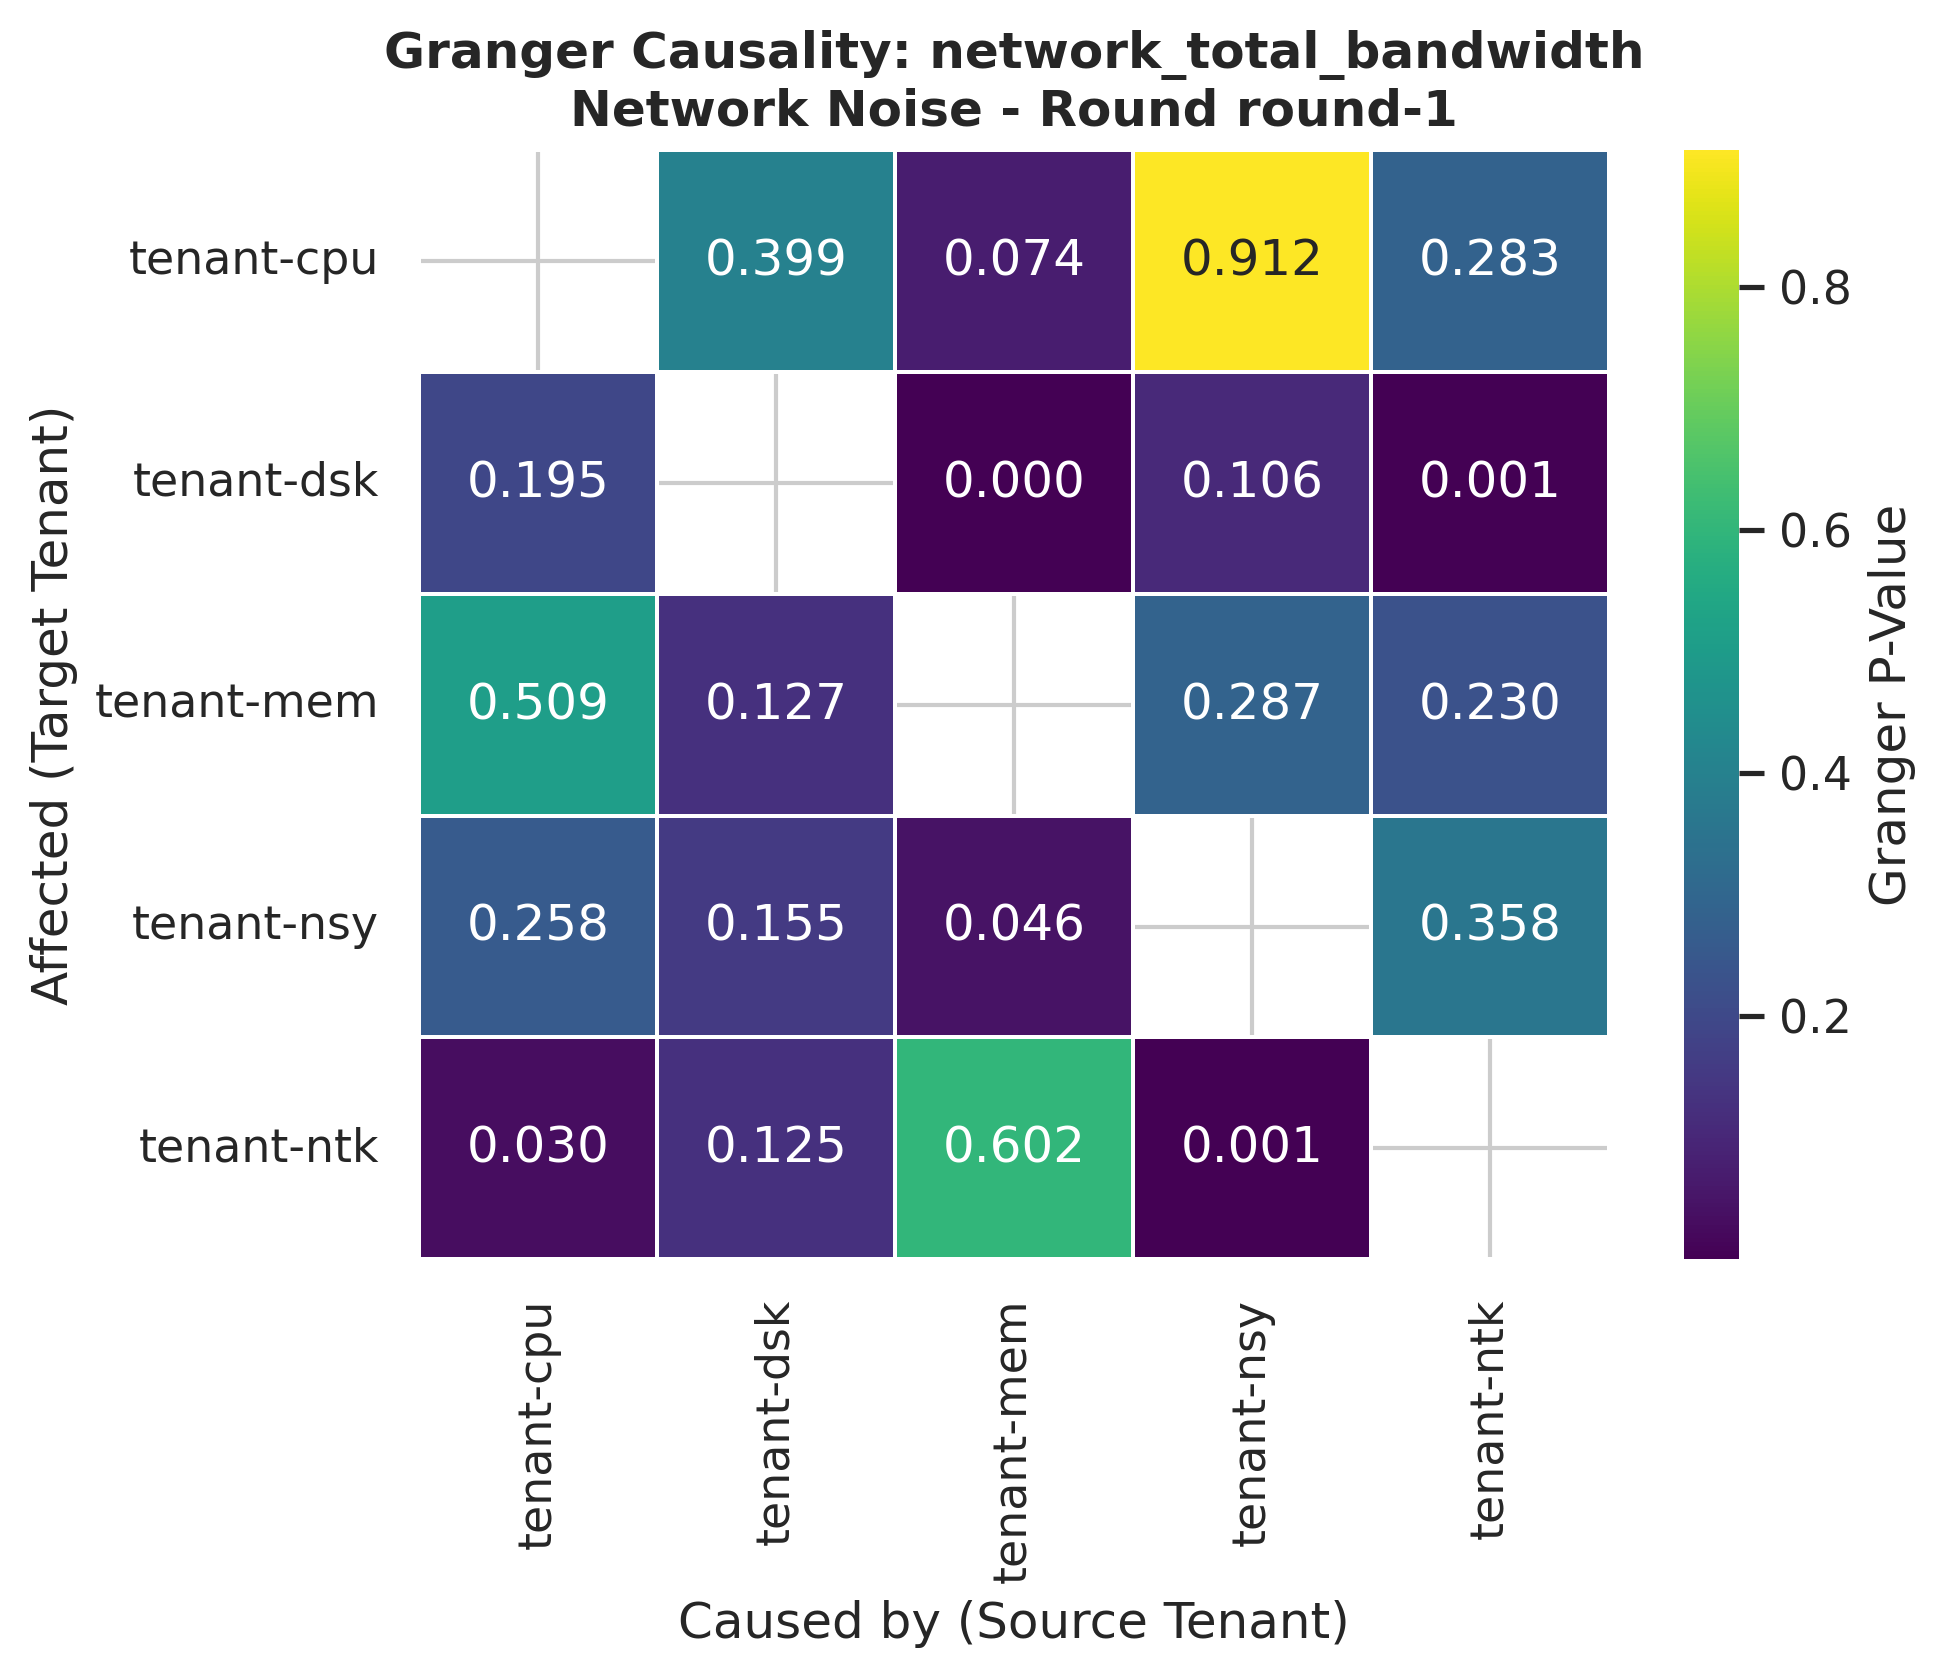 Granger Causality: network_total_bandwidth
Network Noise - Round round-1
Affected (Target Tenant)
tenant-cpu 0.399 0.074 0.912 0.283
tenant-dsk 0.195 0.000 0.106 0.001
tenant-mem 0.509 0.127 0.287 0.230
tenant-nsy 0.258 0.155 0.046 0.358
tenant-ntk 0.030 0.125 0.602 0.001
tenant-cpu
tenant-dsk
tenant-mem
tenant-nsy
tenant-ntk
Caused by (Source Tenant)
0.8
0.6
0.4
0.2
Granger P-Value